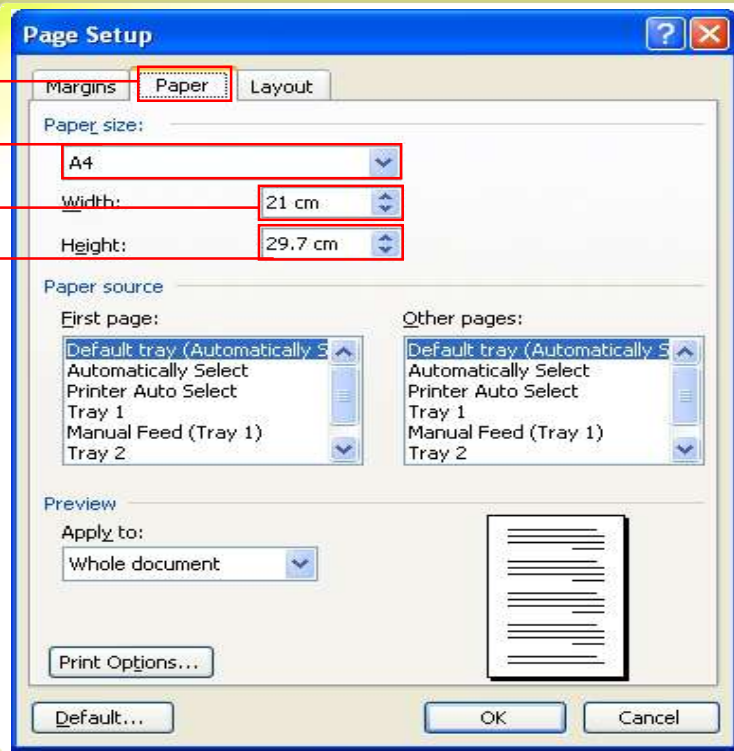 Page Setup
Margins Paper Layout
Paper size:
A4
Width: 21 cm
Height: 29.7 cm
Paper source
First page: Other pages:
Default tray (Automatically S Default tray (Automatically S
Automatically Select Automatically Select
Printer Auto Select Printer Auto Select
Tray 1 Tray 1
Manual Feed (Tray 1) Manual Feed (Tray 1)
Tray 2 Tray 2
Preview
Apply to:
Whole document
Print Options...
Default... OK Cancel